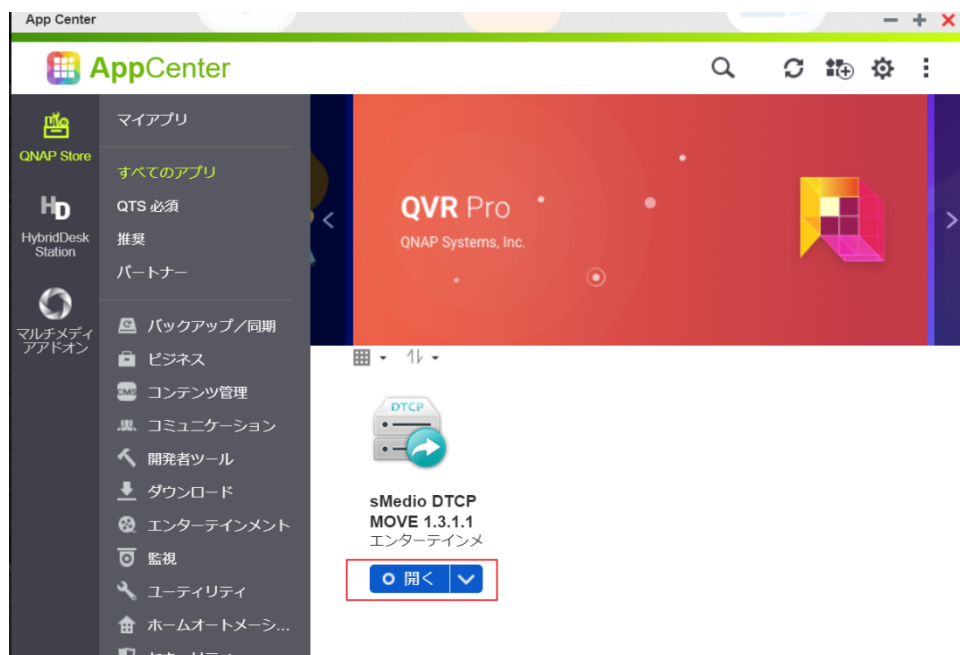 App Center
AppCenter
QNAP Store
HD
HybridDesk
Station
マルチメディ
アアドオン
マイアプリ
すべてのアプリ
QTS 必須
推奨
パートナー
バックアップ／同期
ビジネス
CMS
コンテンツ管理
コミュニケーション
開発者ツール
ダウンロード
エンターテインメント
監視
ユーティリティ
ホームオートメーシ...
QVR Pro
QNAP Systems, Inc.
DTCP
sMedio DTCP
MOVE 1.3.1.1
エンターテインメ
開く